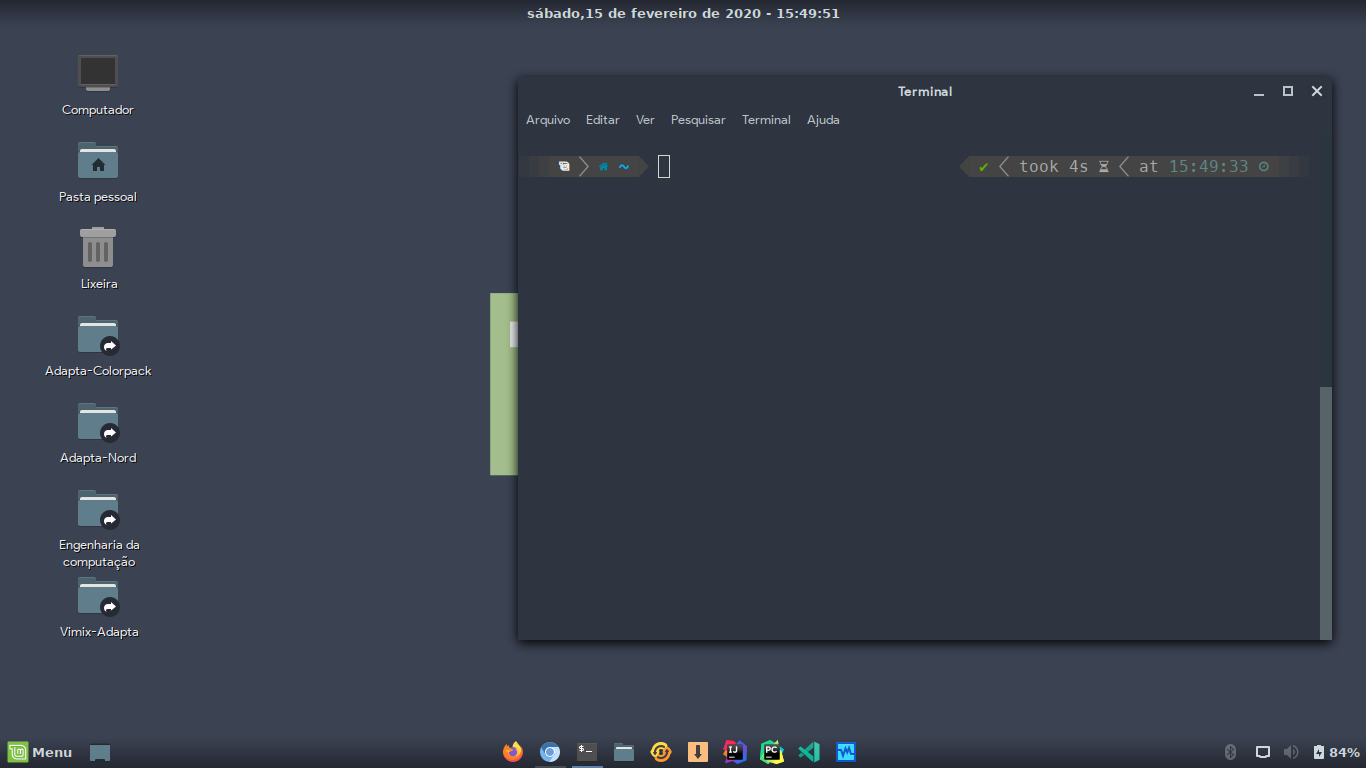 sábado,15 de fevereiro de 2020 - 15:49:51
Computador
Pasta pessoal
Lixeira
Adapta-Colorpack
Adapta-Nord
Engenharia da
computação
Vimix-Adapta
Terminal
Arquivo Editar Ver Pesquisar Terminal Ajuda
~ took 4s at 15:49:33
Menu
$-
IJ
PC
84%